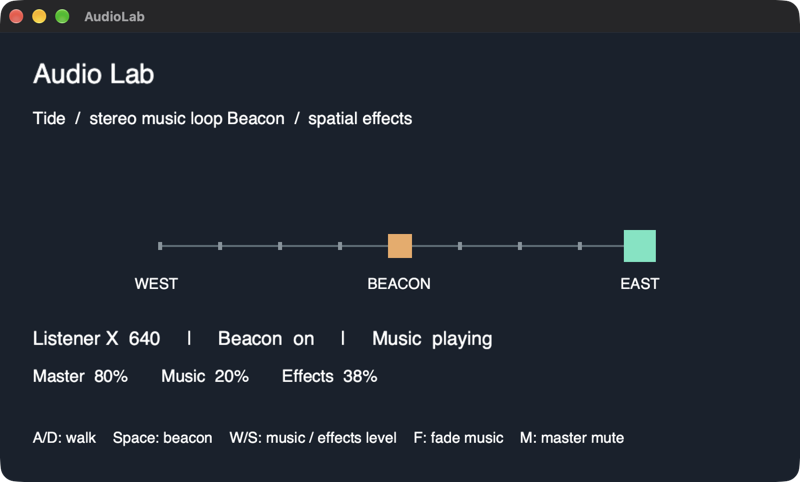 AudioLab
Audio Lab
Tide / stereo music loop Beacon / spatial effects
WEST BEACON EAST
Listener X 640 | Beacon on | Music playing
Master 80% Music 20% Effects 38%
A/D: walk Space: beacon W/S: music / effects level F: fade music M: master mute